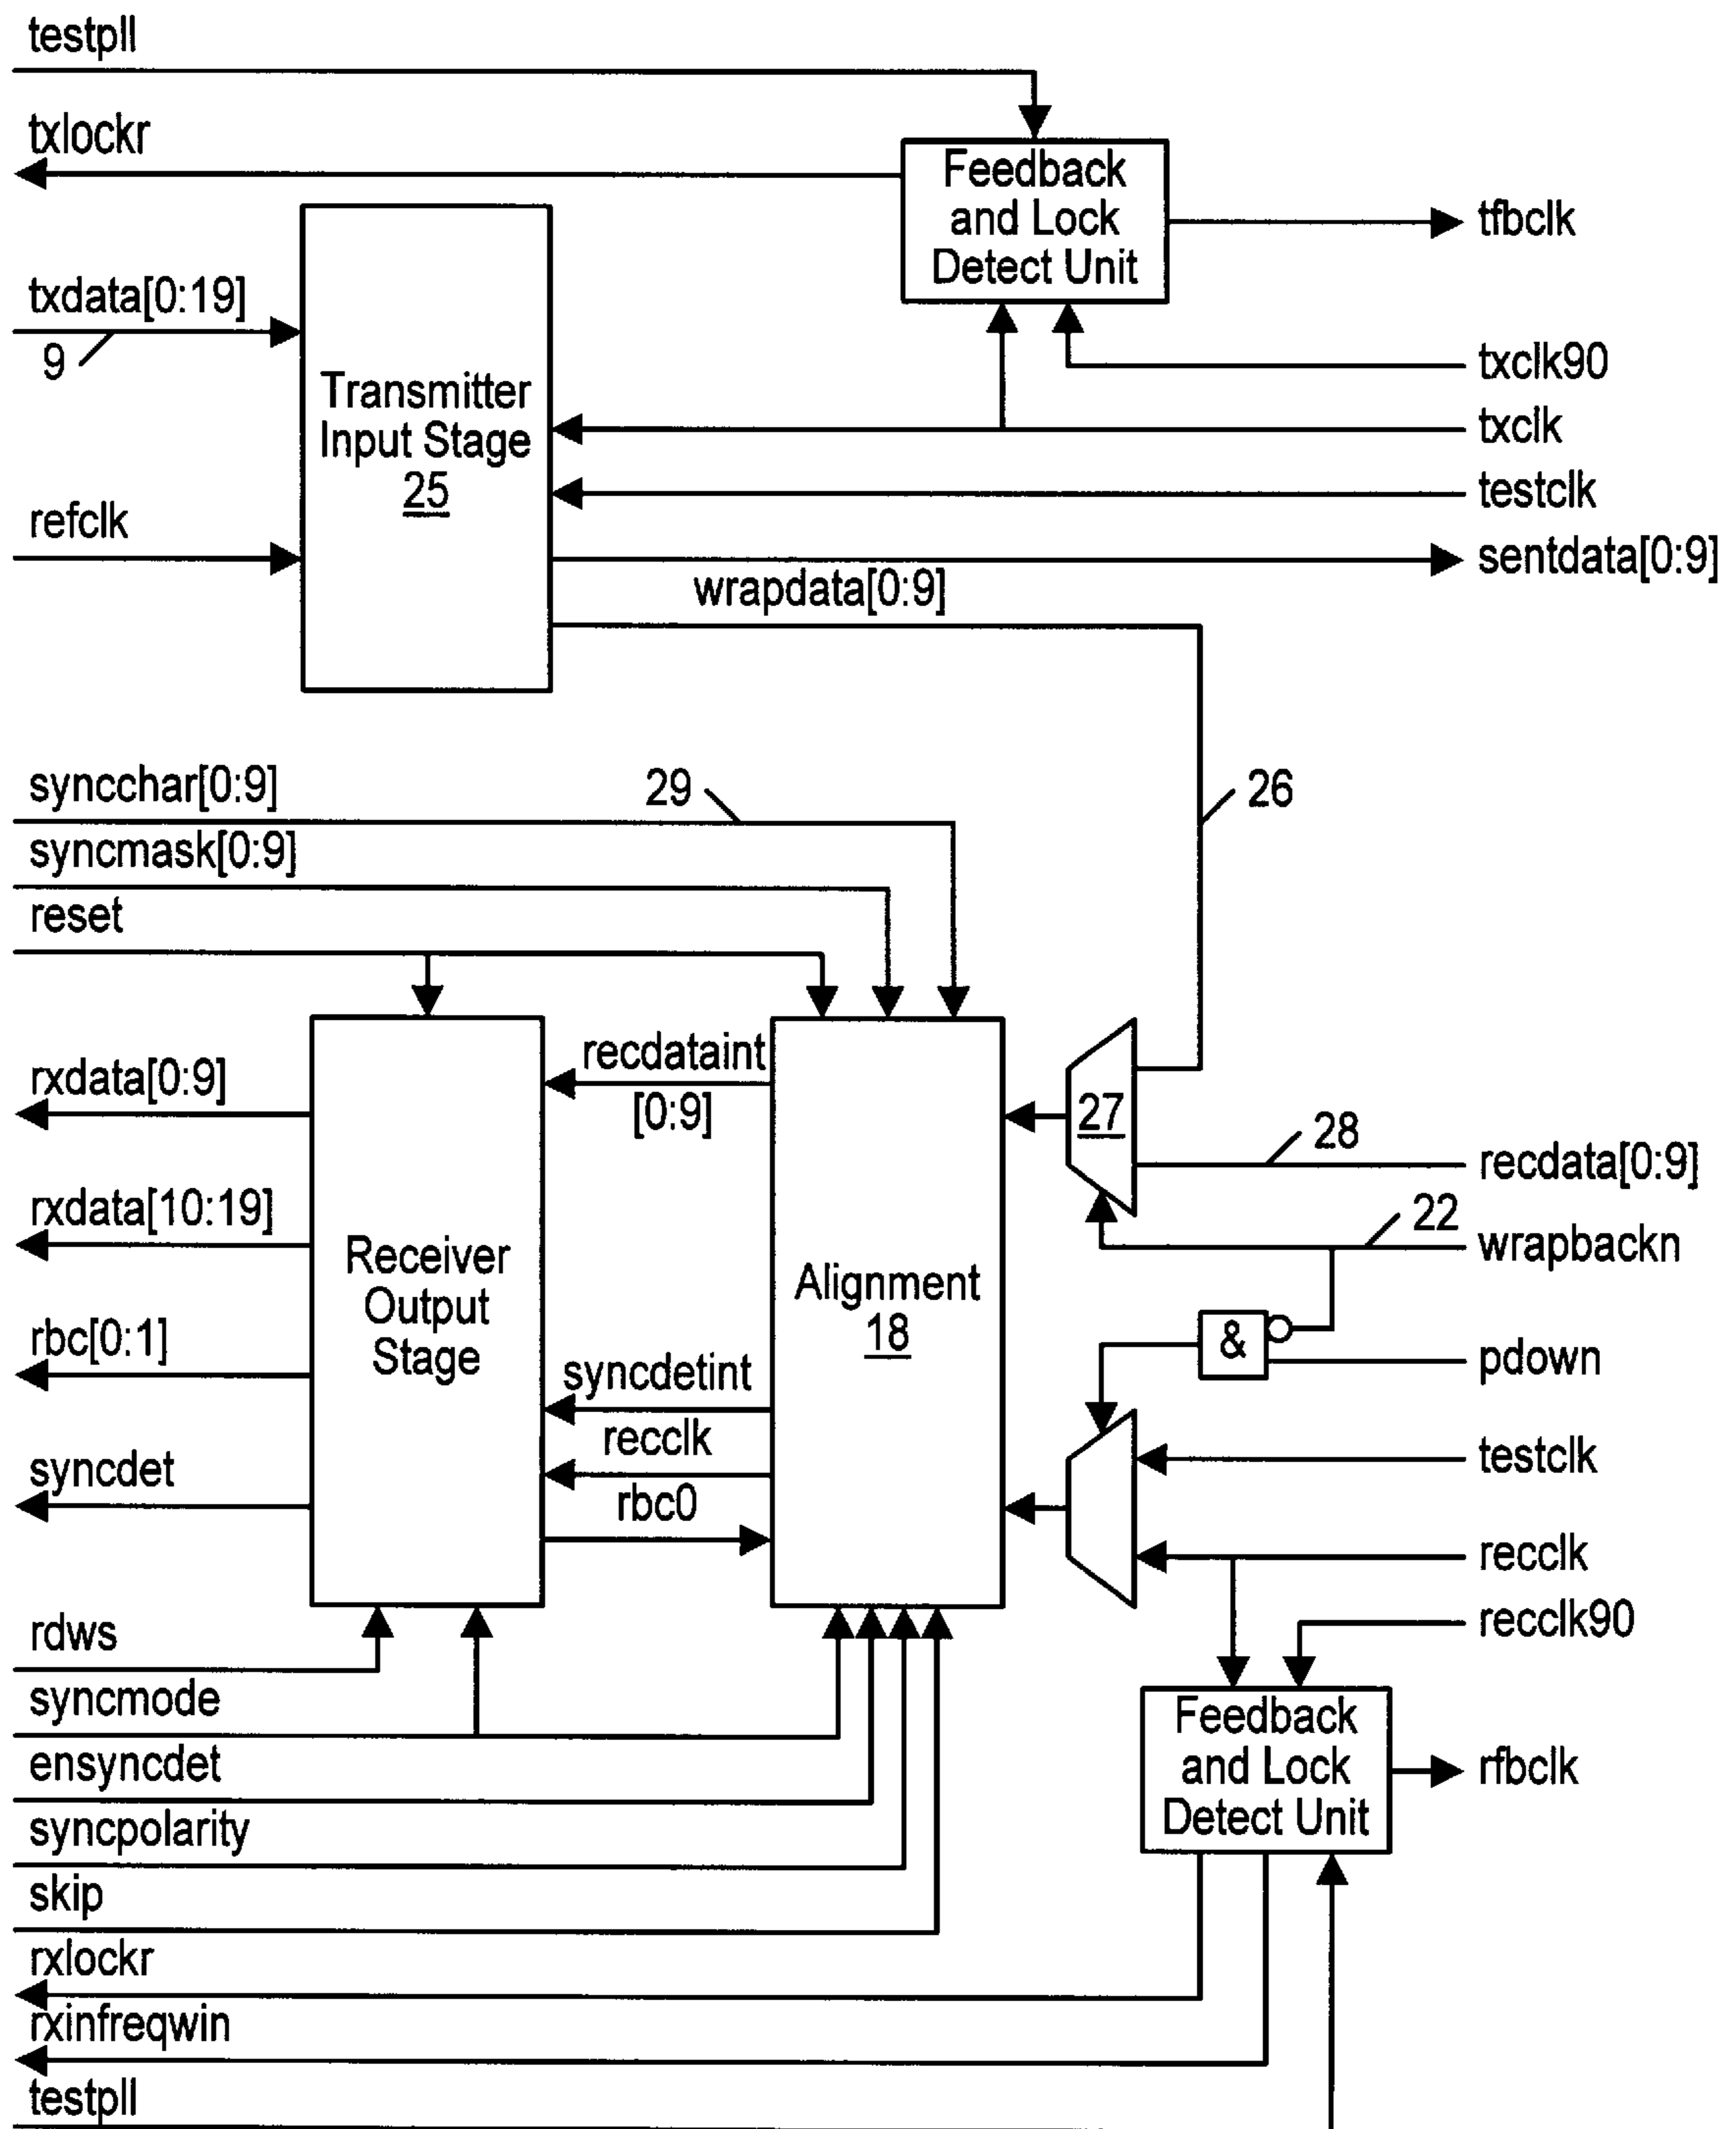 testpll
txlockr
Feedback
and Lock
Detect Unit
tfbclk
txdata[0:19]
9
txclk90
Transmitter
Input Stage
25
txclk
testclk
refclk
sentdata[0:9]
wrapdata[0:9]
syncchar[0:9]
29
26
syncmask[0:9]
reset
recdataint
[0:9]
rxdata[0:9]
27
28
recdata[0:9]
rxdata[10:19]
22
wrapbackn
Receiver
Output
Stage
Alignment
18
&
rbc[0:1]
pdown
syncdetint
recclk
testclk
syncdet
rbc0
recclk
recclk90
rdws
syncmode
Feedback
and Lock
Detect Unit
rfbclk
ensyncdet
syncpolarity
skip
rxlockr
rxinfreqwin
testpll